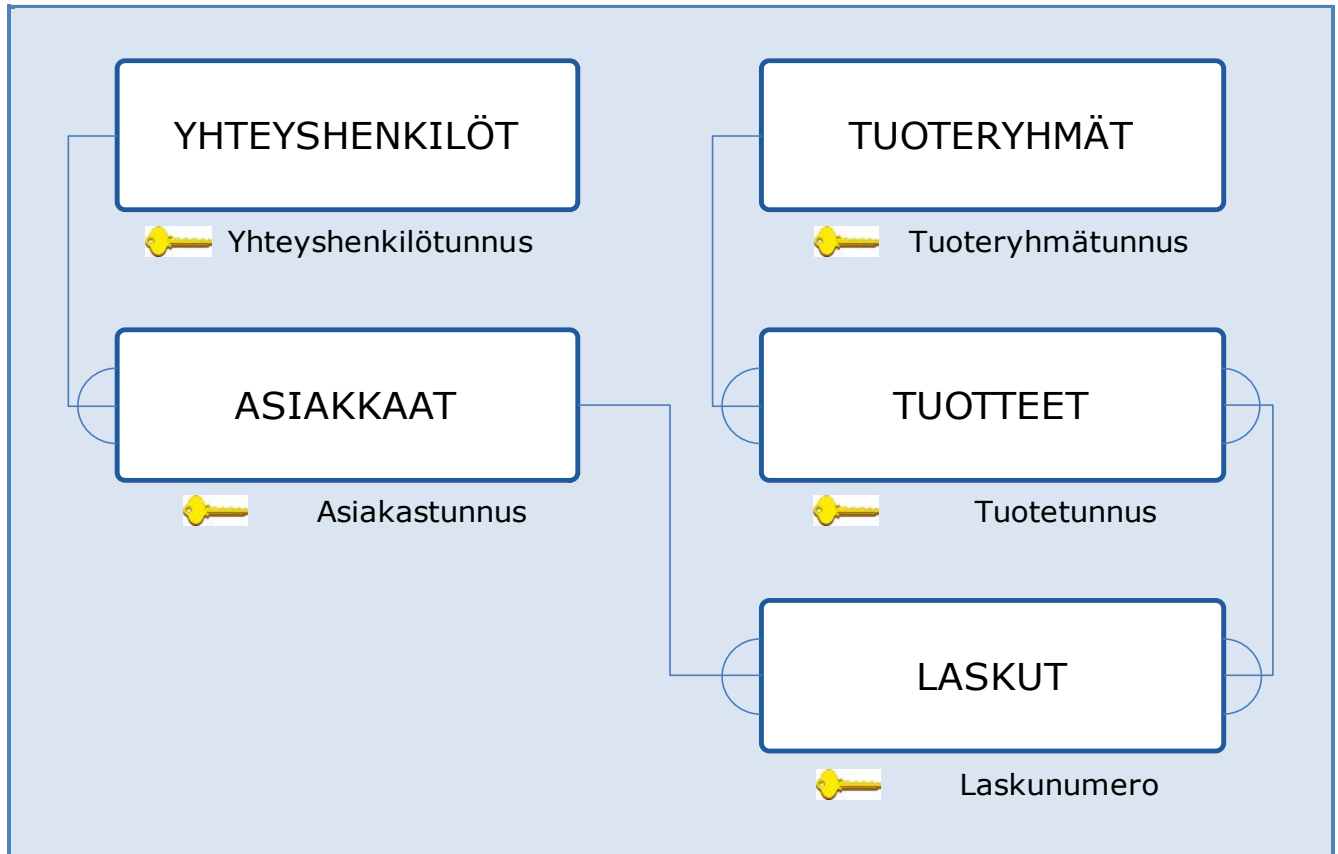 YHTEYSHENKILÖT
TUOTERYHMÄT
Yhteyshenkilötunnus
Tuoteryhmätunnus
ASIAKKAAT
TUOTTEET
Asiakastunnus
Tuotetunnus
LASKUT
Laskunumero